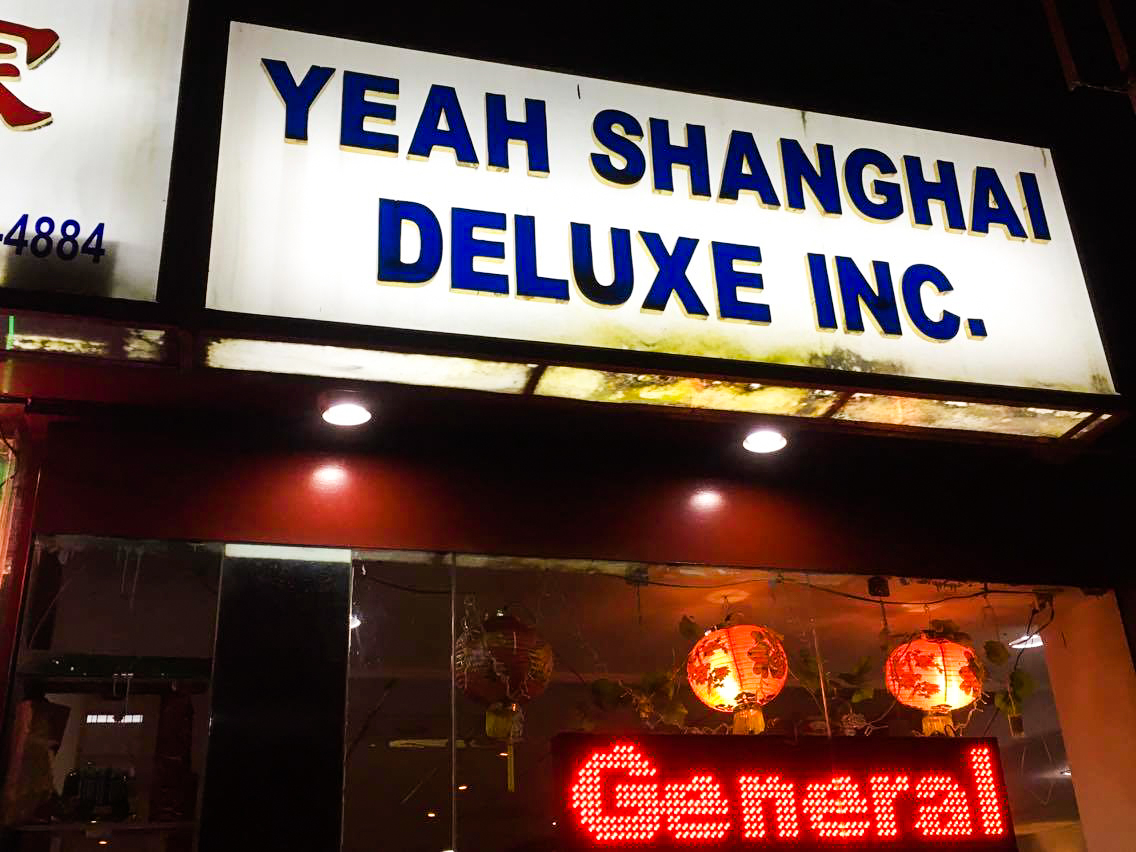 YEAH SHANGHAI
DELUXE INC.
-4884
General